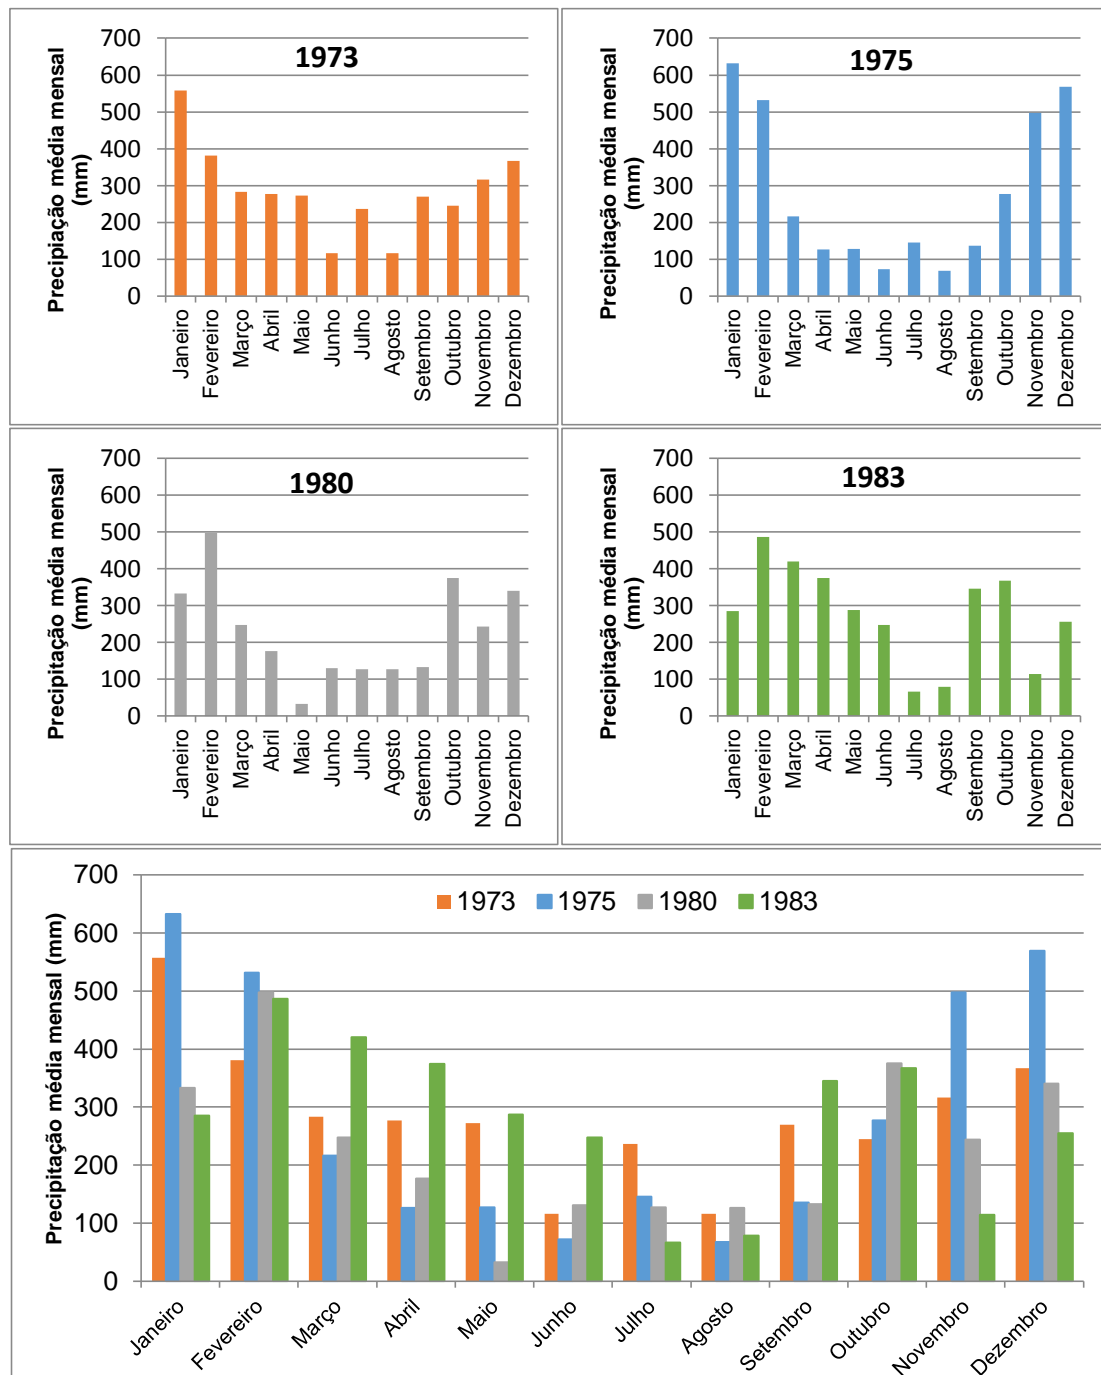 1973
Precipiação média mensal
(mm)
700
600
500
400
300
200
100
0
Janeiro
Fevereiro
Março
Abril
Maio
Junho
Julho
Agosto
Setembro
Outubro
Novembro
Dezembro
1975
Precipitação média mensal
(mm)
700
600
500
400
300
200
100
0
Janeiro
Fevereiro
Março
Abril
Maio
Junho
Julho
Agosto
Setembro
Outubro
Novembro
Dezembro
1980
Precipitação média mensal
(mm)
700
600
500
400
300
200
100
0
Janeiro
Fevereiro
Março
Abril
Maio
Junho
Julho
Agosto
Setembro
Outubro
Novembro
Dezembro
1983
Precipitação média mensal
(mm)
700
600
500
400
300
200
100
0
Janeiro
Fevereiro
Março
Abril
Maio
Junho
Julho
Agosto
Setembro
Outubro
Novembro
Dezembro
Precipitação média mensal (mm)
700
600
500
400
300
200
100
0
1973 1975 1980 1983
Janeiro
Fevereiro
Março
Abril
Maio
Junho
Julho
Agosto
Setembro
Outubro
Novembro
Dezembro